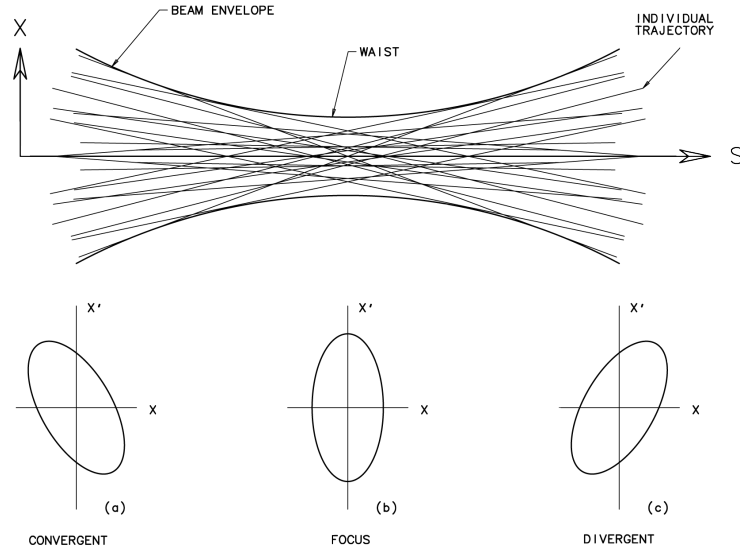 BEAM ENVELOPE
X
WAIST
INDIVIDUAL
TRAJECTORY
S
X'
X
(a)
CONVERGENT
X'
X
(b)
FOCUS
X'
X
(c)
DIVERGENT